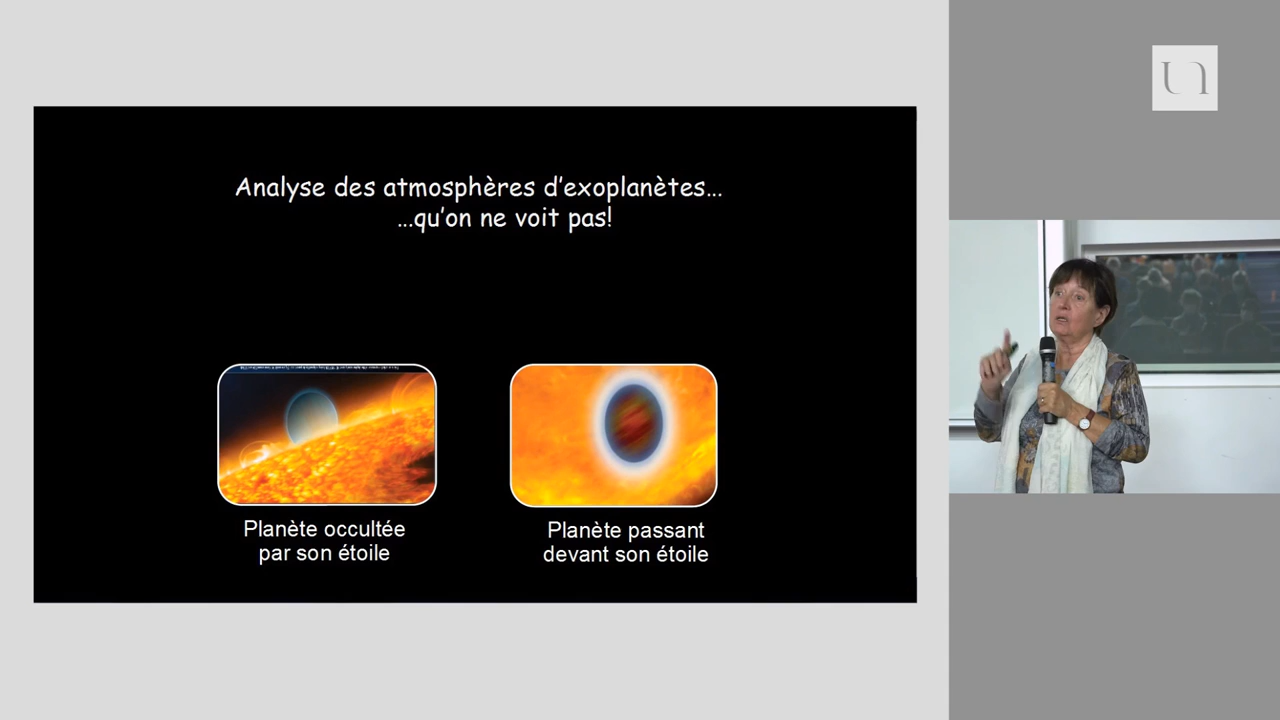 Analyse des atmosphères d'exoplanètes...
...qu'on ne voit pas!
Planète occultée
par son étoile
Planète passant
devant son étoile